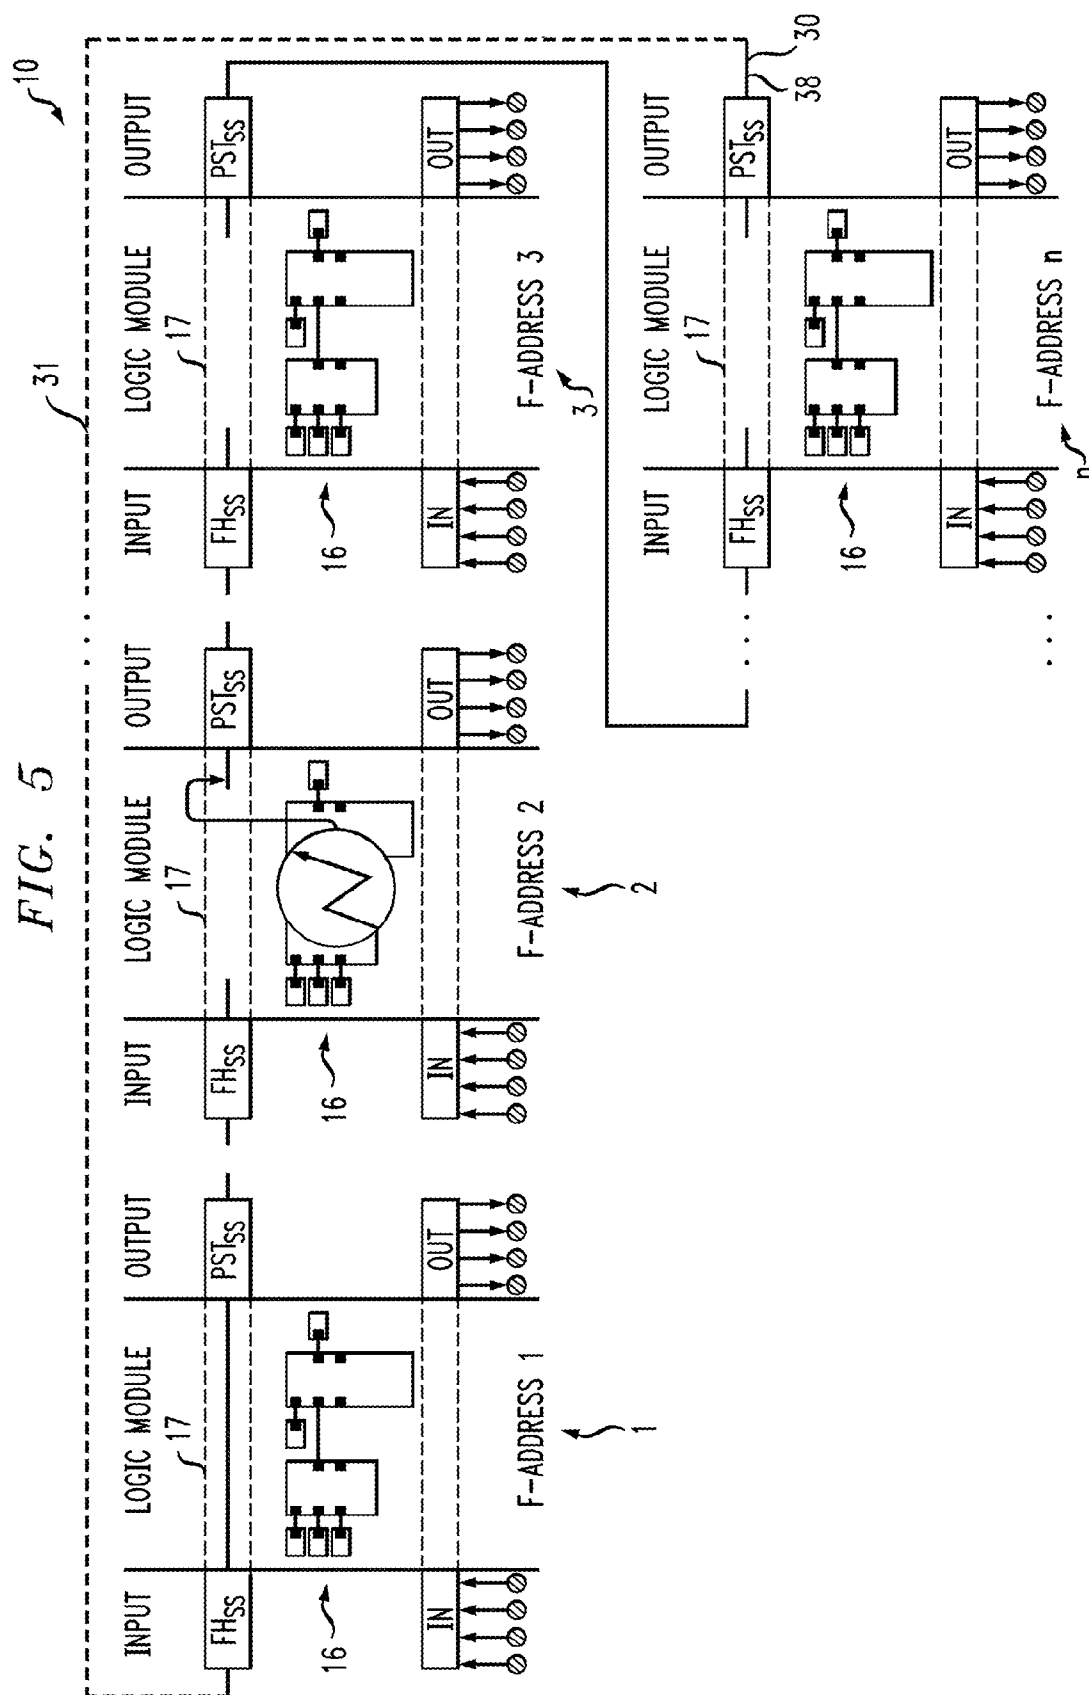 FIG. 5
10
31
INPUT LOGIC MODULE OUTPUT
INPUT LOGIC MODULE OUTPUT
. . .
INPUT LOGIC MODULE OUTPUT
FHSS 17 PSTSS
FHSS 17 PSTSS
FHSS 17 PSTSS
16
16
16
IN OUT
IN OUT
IN OUT
F-ADDRESS 1
F-ADDRESS 2
F-ADDRESS 3
1
2
3
INPUT LOGIC MODULE OUTPUT
. . . FHSS 17 PSTSS
38 30
16
IN OUT
. . . F-ADDRESS n
n